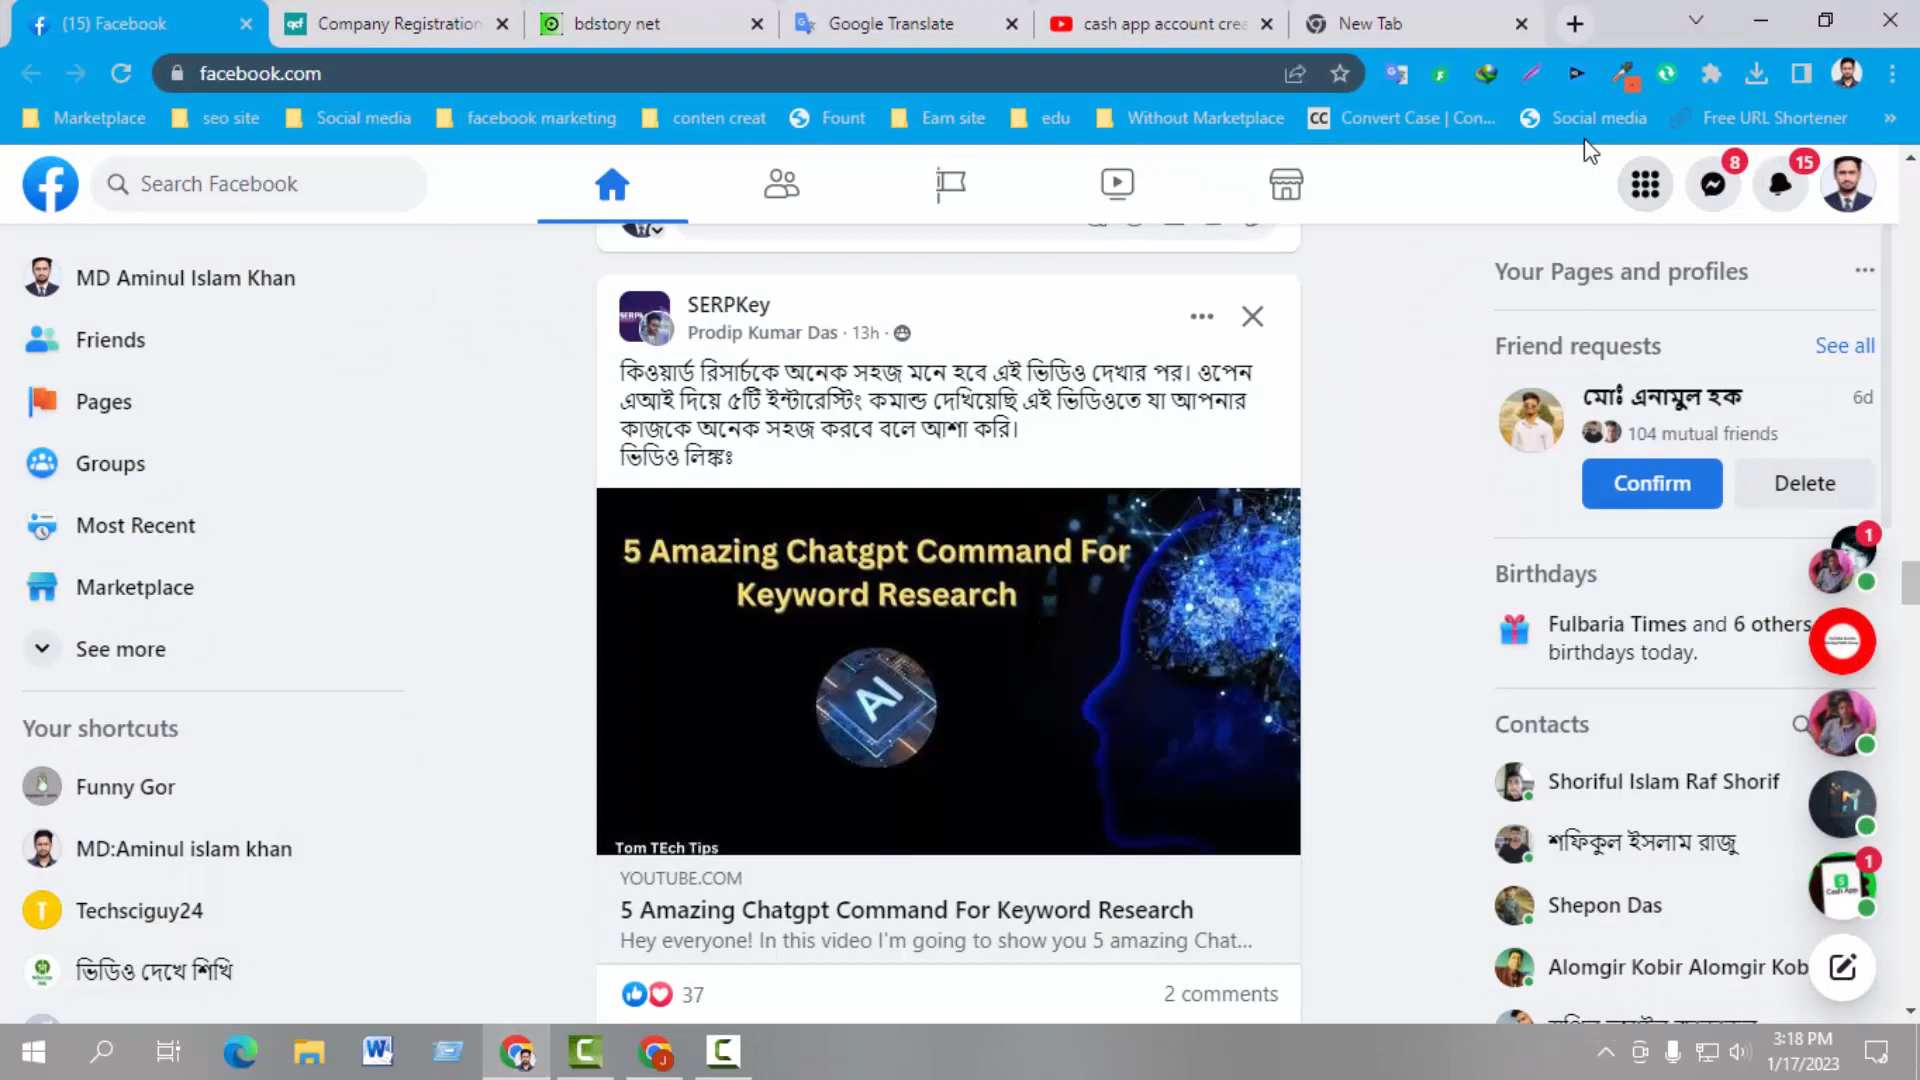 (15) Facebook
Company Registration
bdstory net
Google Translate
cash app account crea
New Tab
facebook.com
Marketplace
seo site
Social media
facebook marketing
conten creat
Fount
Earn site
edu
Without Marketplace
CC Convert Case | Con...
Social media
Free URL Shortener
Search Facebook
8
15
MD Aminul Islam Khan
Friends
Pages
Groups
Most Recent
Marketplace
See more
Your shortcuts
Funny Gor
MD:Aminul islam khan
T Techsciguy24
ভিডিও দেখে শিখি
SERPKey
Prodip Kumar Das · 13h ·
কিওয়ার্ড রিসার্চকে অনেক সহজ মনে হবে এই ভিডিও দেখার পর। ওপেন
এআই দিয়ে ৫টি ইন্টারেস্টিং কমান্ড দেখিয়েছি এই ভিডিওতে যা আপনার
কাজকে অনেক সহজ করবে বলে আশা করি।
ভিডিও লিঙ্কঃ
5 Amazing Chatgpt Command For
Keyword Research
AI
Tom TEch Tips
YOUTUBE.COM
5 Amazing Chatgpt Command For Keyword Research
Hey everyone! In this video I'm going to show you 5 amazing Chat...
37
2 comments
Your Pages and profiles
Friend requests
See all
মোঃ এনামুল হক
6d
104 mutual friends
Confirm
Delete
1
Birthdays
Fulbaria Times and 6 others
birthdays today.
Contacts
Shoriful Islam Raf Shorif
শফিকুল ইসলাম রাজু
1
Cash App
Shepon Das
Alomgir Kobir Alomgir Kob
3:18 PM
1/17/2023